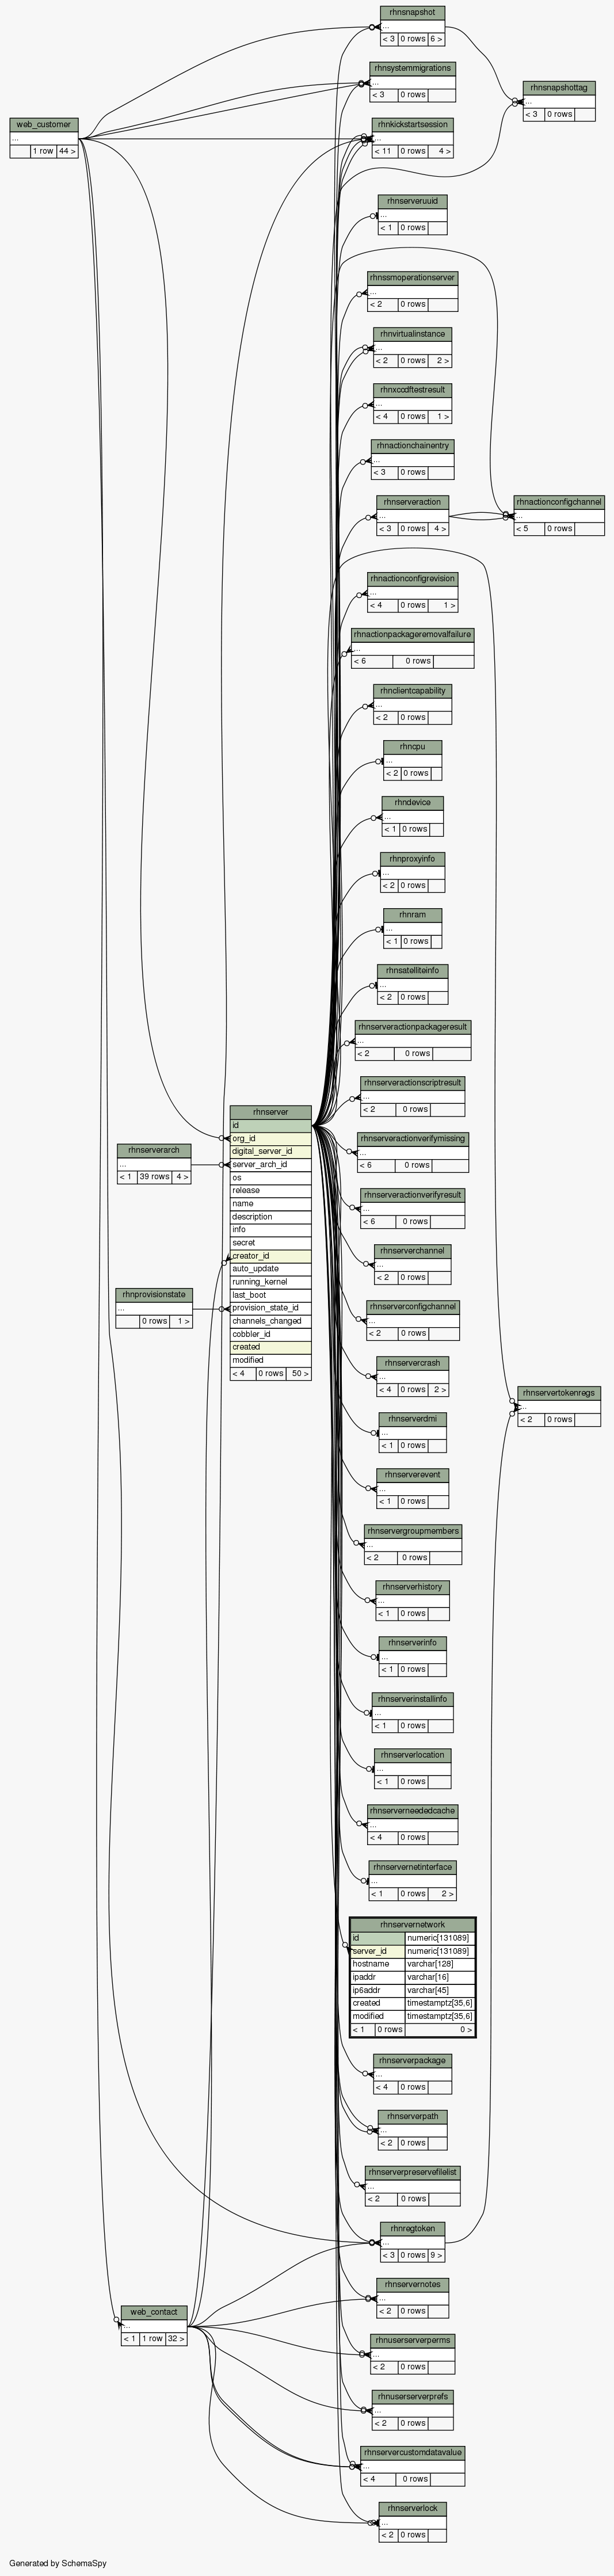 rhnsnapshot
...
< 3 0 rows 6 >
rhnsystemmigrations
...
< 3 0 rows
rhnsnapshottag
...
< 3 0 rows
web_customer
...
1 row 44 >
rhnkickstartsession
...
< 11 0 rows 4 >
rhnserveruuid
...
< 1 0 rows
rhnssmoperationserver
...
< 2 0 rows
rhnvirtualinstance
...
< 2 0 rows 2 >
rhnxccdftestresult
...
< 4 0 rows 1 >
rhnactionchainentry
...
< 3 0 rows
rhnserveraction
...
< 3 0 rows 4 >
rhnactionconfigchannel
...
< 5 0 rows
rhnactionconfigrevision
...
< 4 0 rows 1 >
rhnactionpackageremovalfailure
...
< 6 0 rows
rhnclientcapability
...
< 2 0 rows
rhncpu
...
< 2 0 rows
rhndevice
...
< 1 0 rows
rhnproxyinfo
...
< 2 0 rows
rhnram
...
< 1 0 rows
rhnsatelliteinfo
...
< 2 0 rows
rhnserveractionpackageresult
...
< 2 0 rows
rhnserveractionscriptresult
...
< 2 0 rows
rhnserver
id
org_id
digital_server_id
server_arch_id
os
release
name
description
info
secret
creator_id
auto_update
running_kernel
last_boot
provision_state_id
channels_changed
cobbler_id
created
modified
< 4 0 rows 50 >
rhnserverarch
...
< 1 39 rows 4 >
rhnprovisionstate
...
0 rows 1 >
rhnserveractionverifymissing
...
< 6 0 rows
rhnserveractionverifyresult
...
< 6 0 rows
rhnserverchannel
...
< 2 0 rows
rhnserverconfigchannel
...
< 2 0 rows
rhnservercrash
...
< 4 0 rows 2 >
rhnservertokenregs
...
< 2 0 rows
rhnserverdmi
...
< 1 0 rows
rhnserverevent
...
< 1 0 rows
rhnservergroupmembers
...
< 2 0 rows
rhnserverhistory
...
< 1 0 rows
rhnserverinfo
...
< 1 0 rows
rhnserverinstallinfo
...
< 1 0 rows
rhnserverlocation
...
< 1 0 rows
rhnserverneededcache
...
< 4 0 rows
rhnservernetinterface
...
< 1 0 rows 2 >
rhnservernetwork
id numeric[131089]
server_id numeric[131089]
hostname varchar[128]
ipaddr varchar[16]
ip6addr varchar[45]
created timestamptz[35,6]
modified timestamptz[35,6]
< 1 0 rows 0 >
rhnserverpackage
...
< 4 0 rows
rhnserverpath
...
< 2 0 rows
rhnserverpreservefilelist
...
< 2 0 rows
rhnregtoken
...
< 3 0 rows 9 >
rhnservernotes
...
< 2 0 rows
web_contact
...
< 1 1 row 32 >
rhnuserserverperms
...
< 2 0 rows
rhnuserserverprefs
...
< 2 0 rows
rhnservercustomdatavalue
...
< 4 0 rows
rhnserverlock
...
< 2 0 rows
Generated by SchemaSpy